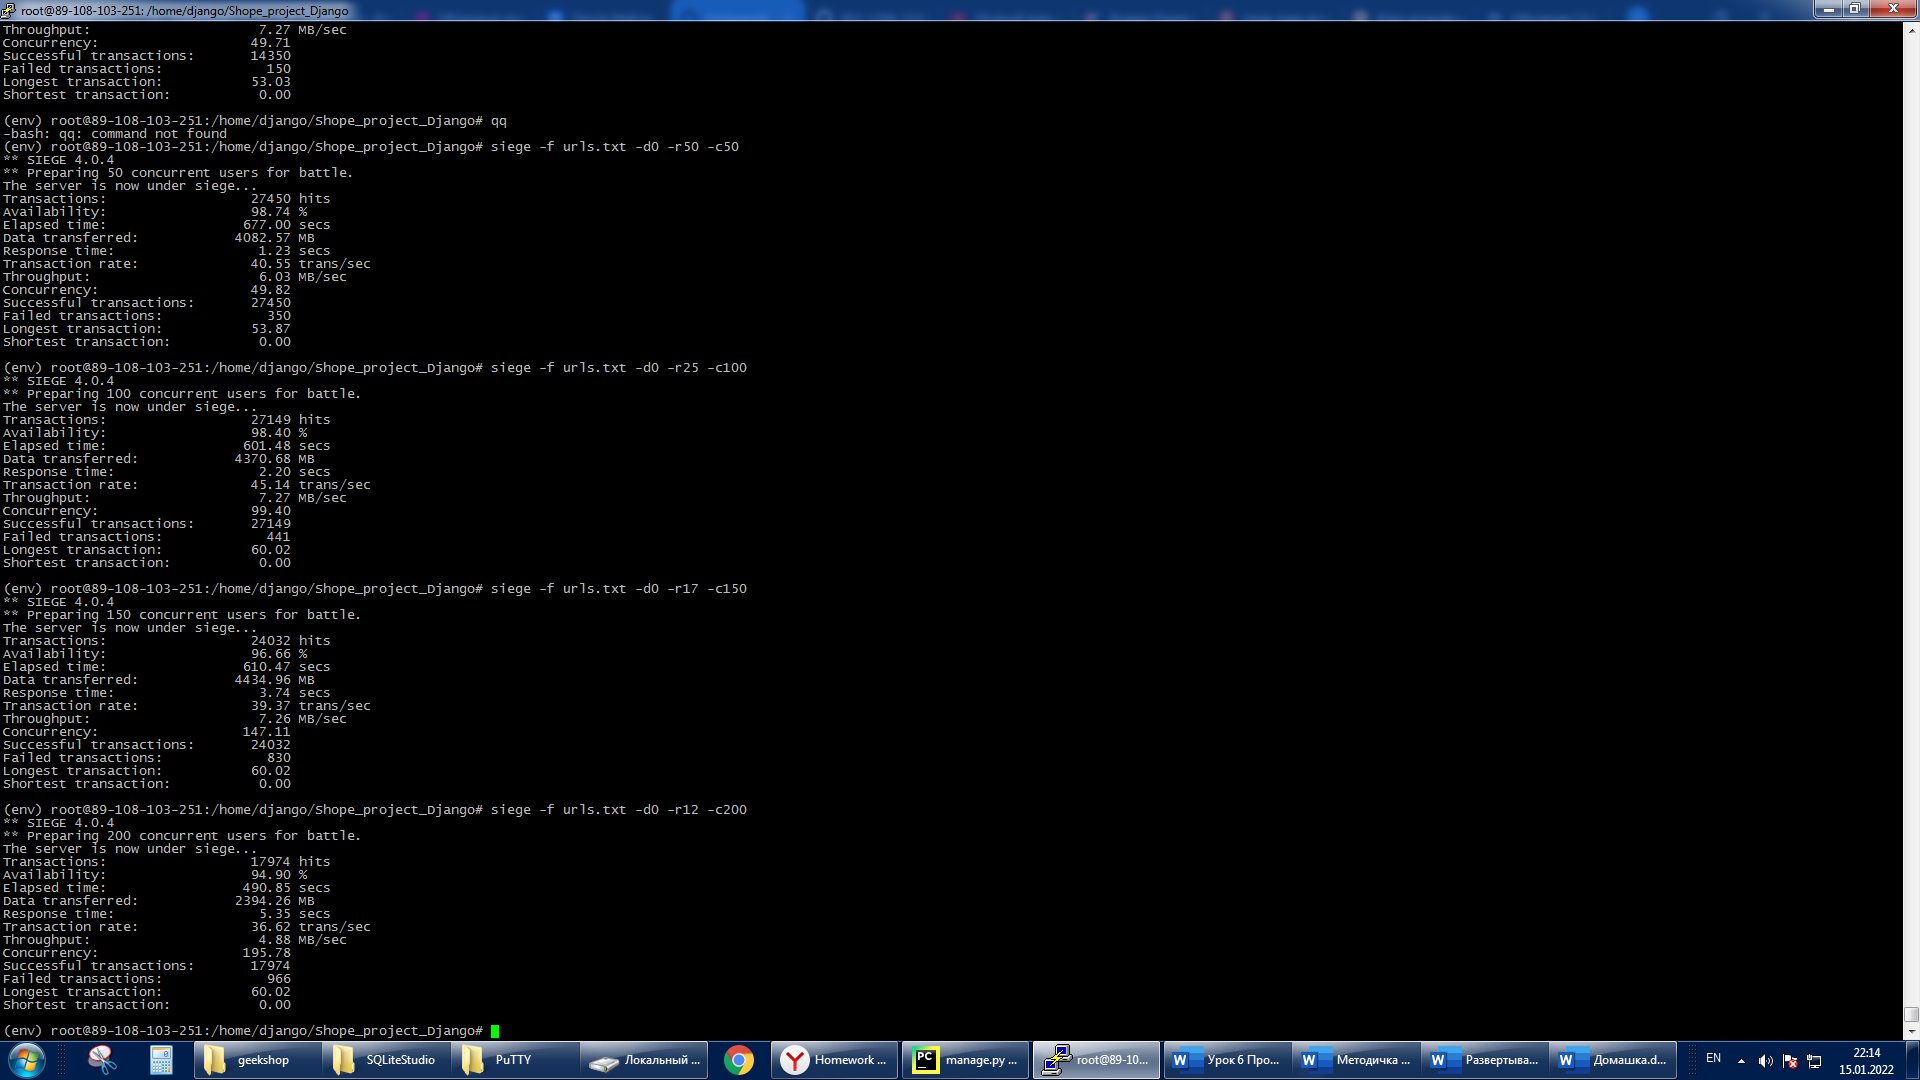 root@89-108-103-251: /home/django/Shope_project_Django
Throughput: 7.27 MB/sec
Concurrency: 49.71
Successful transactions: 14350
Failed transactions: 150
Longest transaction: 53.03
Shortest transaction: 0.00
(env) root@89-108-103-251:/home/django/Shope_project_Django# qq
-bash: qq: command not found
(env) root@89-108-103-251:/home/django/Shope_project_Django# siege -f urls.txt -d0 -r50 -c50
** SIEGE 4.0.4
** Preparing 50 concurrent users for battle.
The server is now under siege...
Transactions: 27450 hits
Availability: 98.74 %
Elapsed time: 677.00 secs
Data transferred: 4082.57 MB
Response time: 1.23 secs
Transaction rate: 40.55 trans/sec
Throughput: 6.03 MB/sec
Concurrency: 49.82
Successful transactions: 27450
Failed transactions: 350
Longest transaction: 53.87
Shortest transaction: 0.00
(env) root@89-108-103-251:/home/django/Shope_project_Django# siege -f urls.txt -d0 -r25 -c100
** SIEGE 4.0.4
** Preparing 100 concurrent users for battle.
The server is now under siege...
Transactions: 27149 hits
Availability: 98.40 %
Elapsed time: 601.48 secs
Data transferred: 4370.68 MB
Response time: 2.20 secs
Transaction rate: 45.14 trans/sec
Throughput: 7.27 MB/sec
Concurrency: 99.40
Successful transactions: 27149
Failed transactions: 441
Longest transaction: 60.02
Shortest transaction: 0.00
(env) root@89-108-103-251:/home/django/Shope_project_Django# siege -f urls.txt -d0 -r17 -c150
** SIEGE 4.0.4
** Preparing 150 concurrent users for battle.
The server is now under siege...
Transactions: 24032 hits
Availability: 96.66 %
Elapsed time: 610.47 secs
Data transferred: 4434.96 MB
Response time: 3.74 secs
Transaction rate: 39.37 trans/sec
Throughput: 7.26 MB/sec
Concurrency: 147.11
Successful transactions: 24032
Failed transactions: 830
Longest transaction: 60.02
Shortest transaction: 0.00
(env) root@89-108-103-251:/home/django/Shope_project_Django# siege -f urls.txt -d0 -r12 -c200
** SIEGE 4.0.4
** Preparing 200 concurrent users for battle.
The server is now under siege...
Transactions: 17974 hits
Availability: 94.90 %
Elapsed time: 490.85 secs
Data transferred: 2394.26 MB
Response time: 5.35 secs
Transaction rate: 36.62 trans/sec
Throughput: 4.88 MB/sec
Concurrency: 195.78
Successful transactions: 17974
Failed transactions: 966
Longest transaction: 60.02
Shortest transaction: 0.00
(env) root@89-108-103-251:/home/django/Shope_project_Django#
geekshop SQLiteStudio PuTTY Локальный ... Homework ... manage.py ... root@89-10... Урок 6 Про... Методичка ... Развертыва... Домашка.d... EN 22:14
15.01.2022